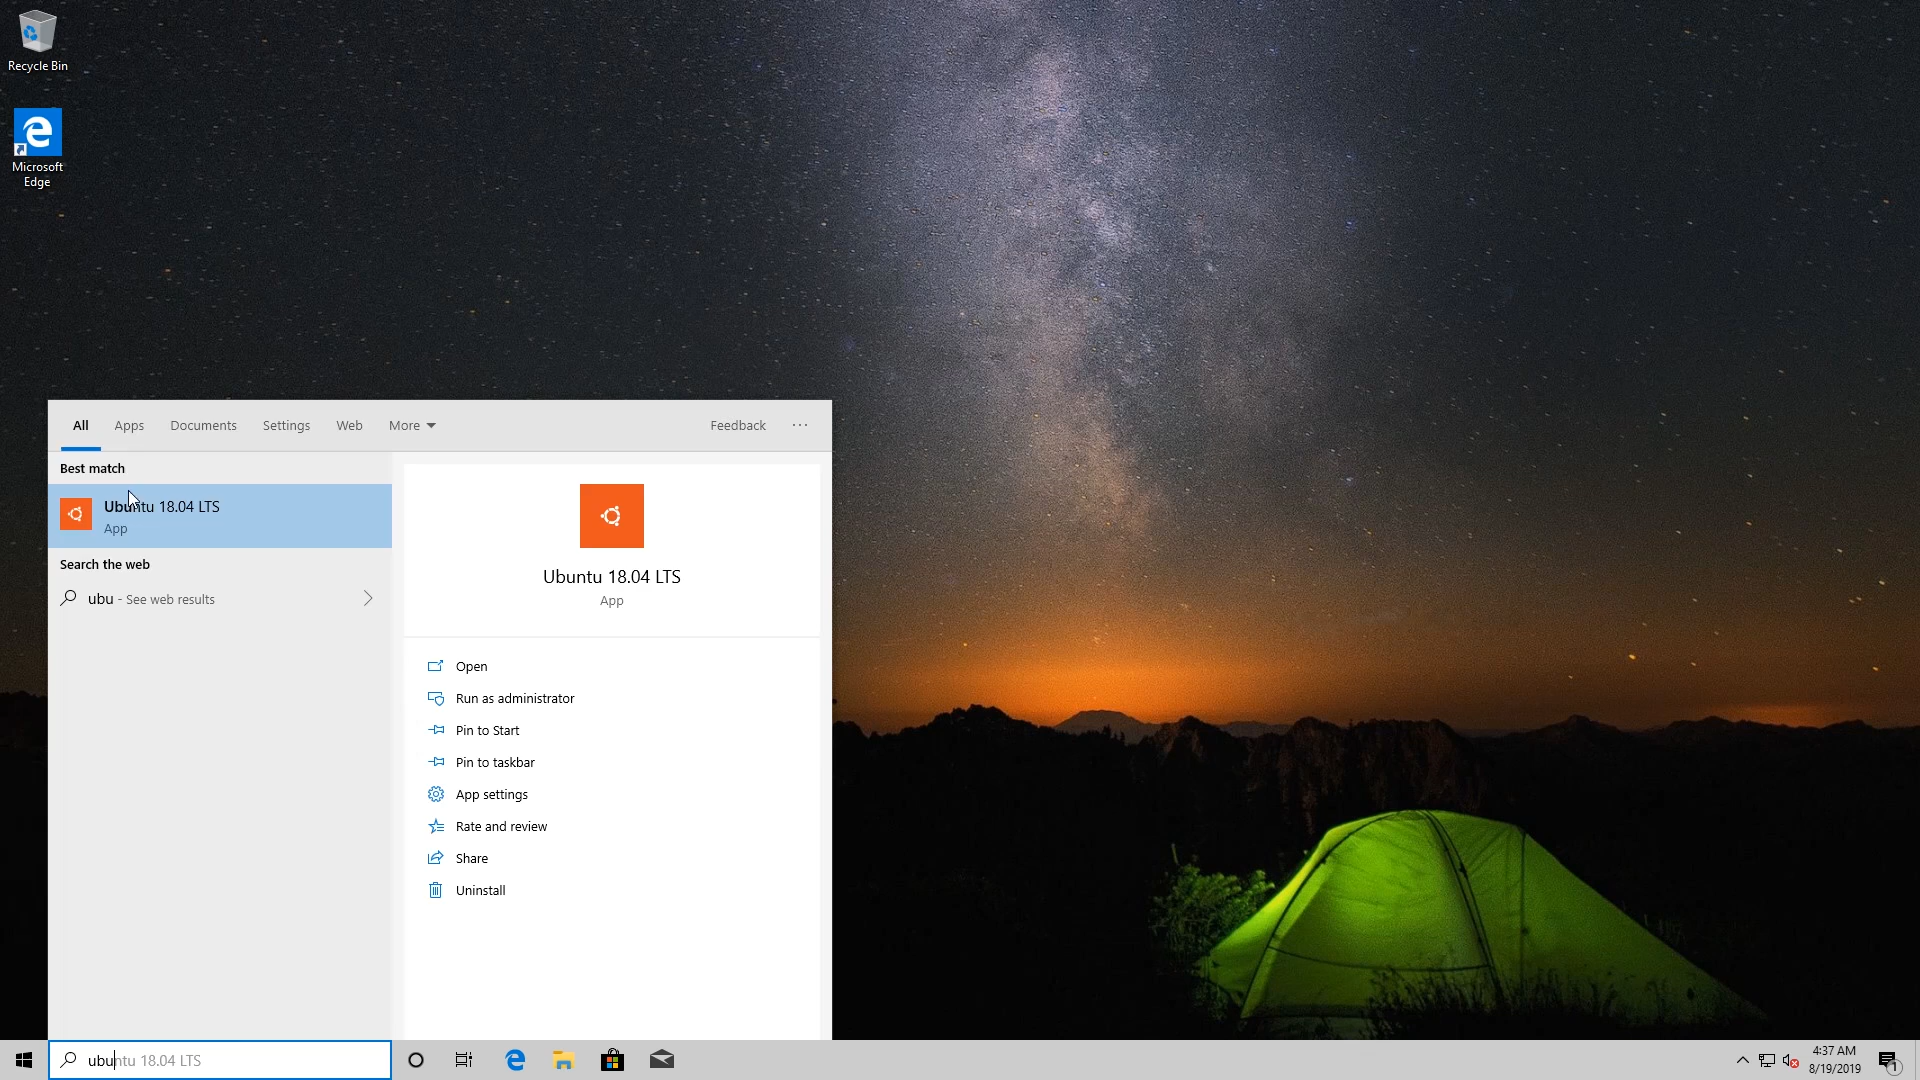 Recycle Bin
Microsoft
Edge
All Apps Documents Settings Web More Feedback ...
Best match
Ubuntu 18.04 LTS
App
Search the web
ubu - See web results
Ubuntu 18.04 LTS
App
Open
Run as administrator
Pin to Start
Pin to taskbar
App settings
Rate and review
Share
Uninstall
ubuntu 18.04 LTS
4:37 AM
8/19/2019
1